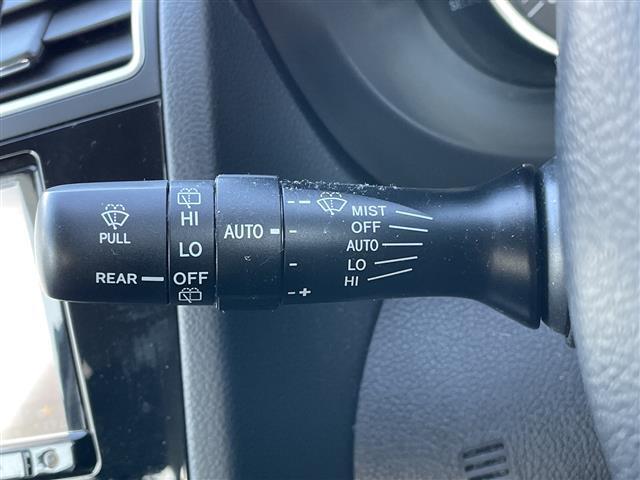 PULL
REAR
HI
LO
OFF
AUTO
--
-
-
-+
MIST
OFF
AUTO
LO
HI